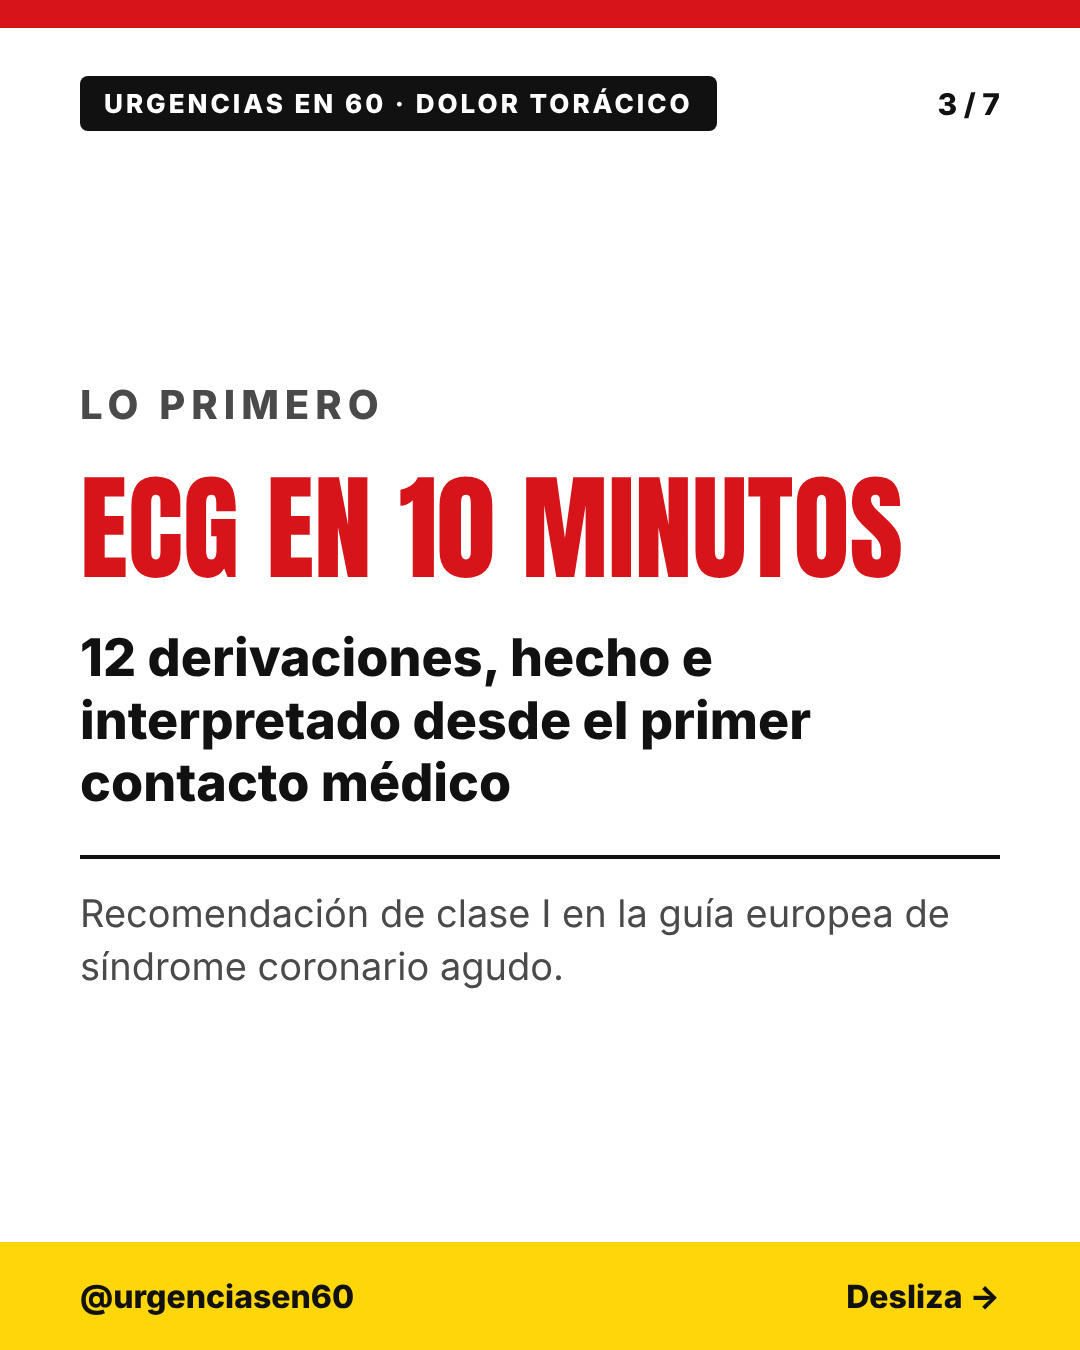 URGENCIAS EN 60 · DOLOR TORÁCICO
3 / 7
LO PRIMERO
ECG EN 10 MINUTOS
12 derivaciones, hecho e
interpretado desde el primer
contacto médico
Recomendación de clase I en la guía europea de
síndrome coronario agudo.
@urgenciasen60
Desliza →